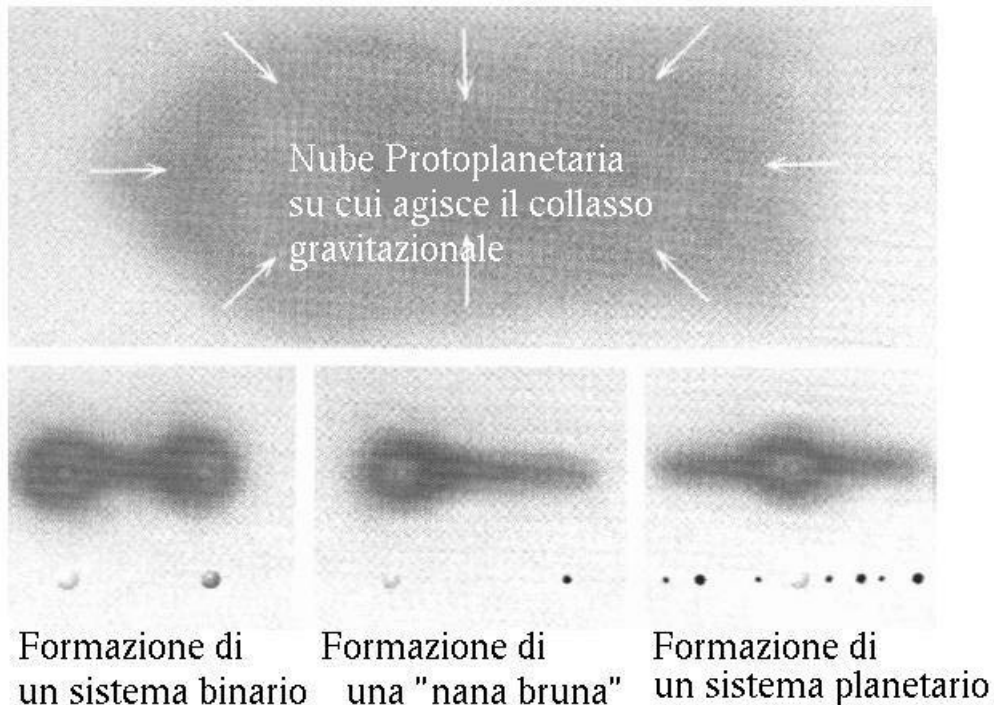 Nube Protoplanetaria
su cui agisce il collasso
gravitazionale
Formazione di
un sistema binario
Formazione di
una "nana bruna"
Formazione di
un sistema planetario